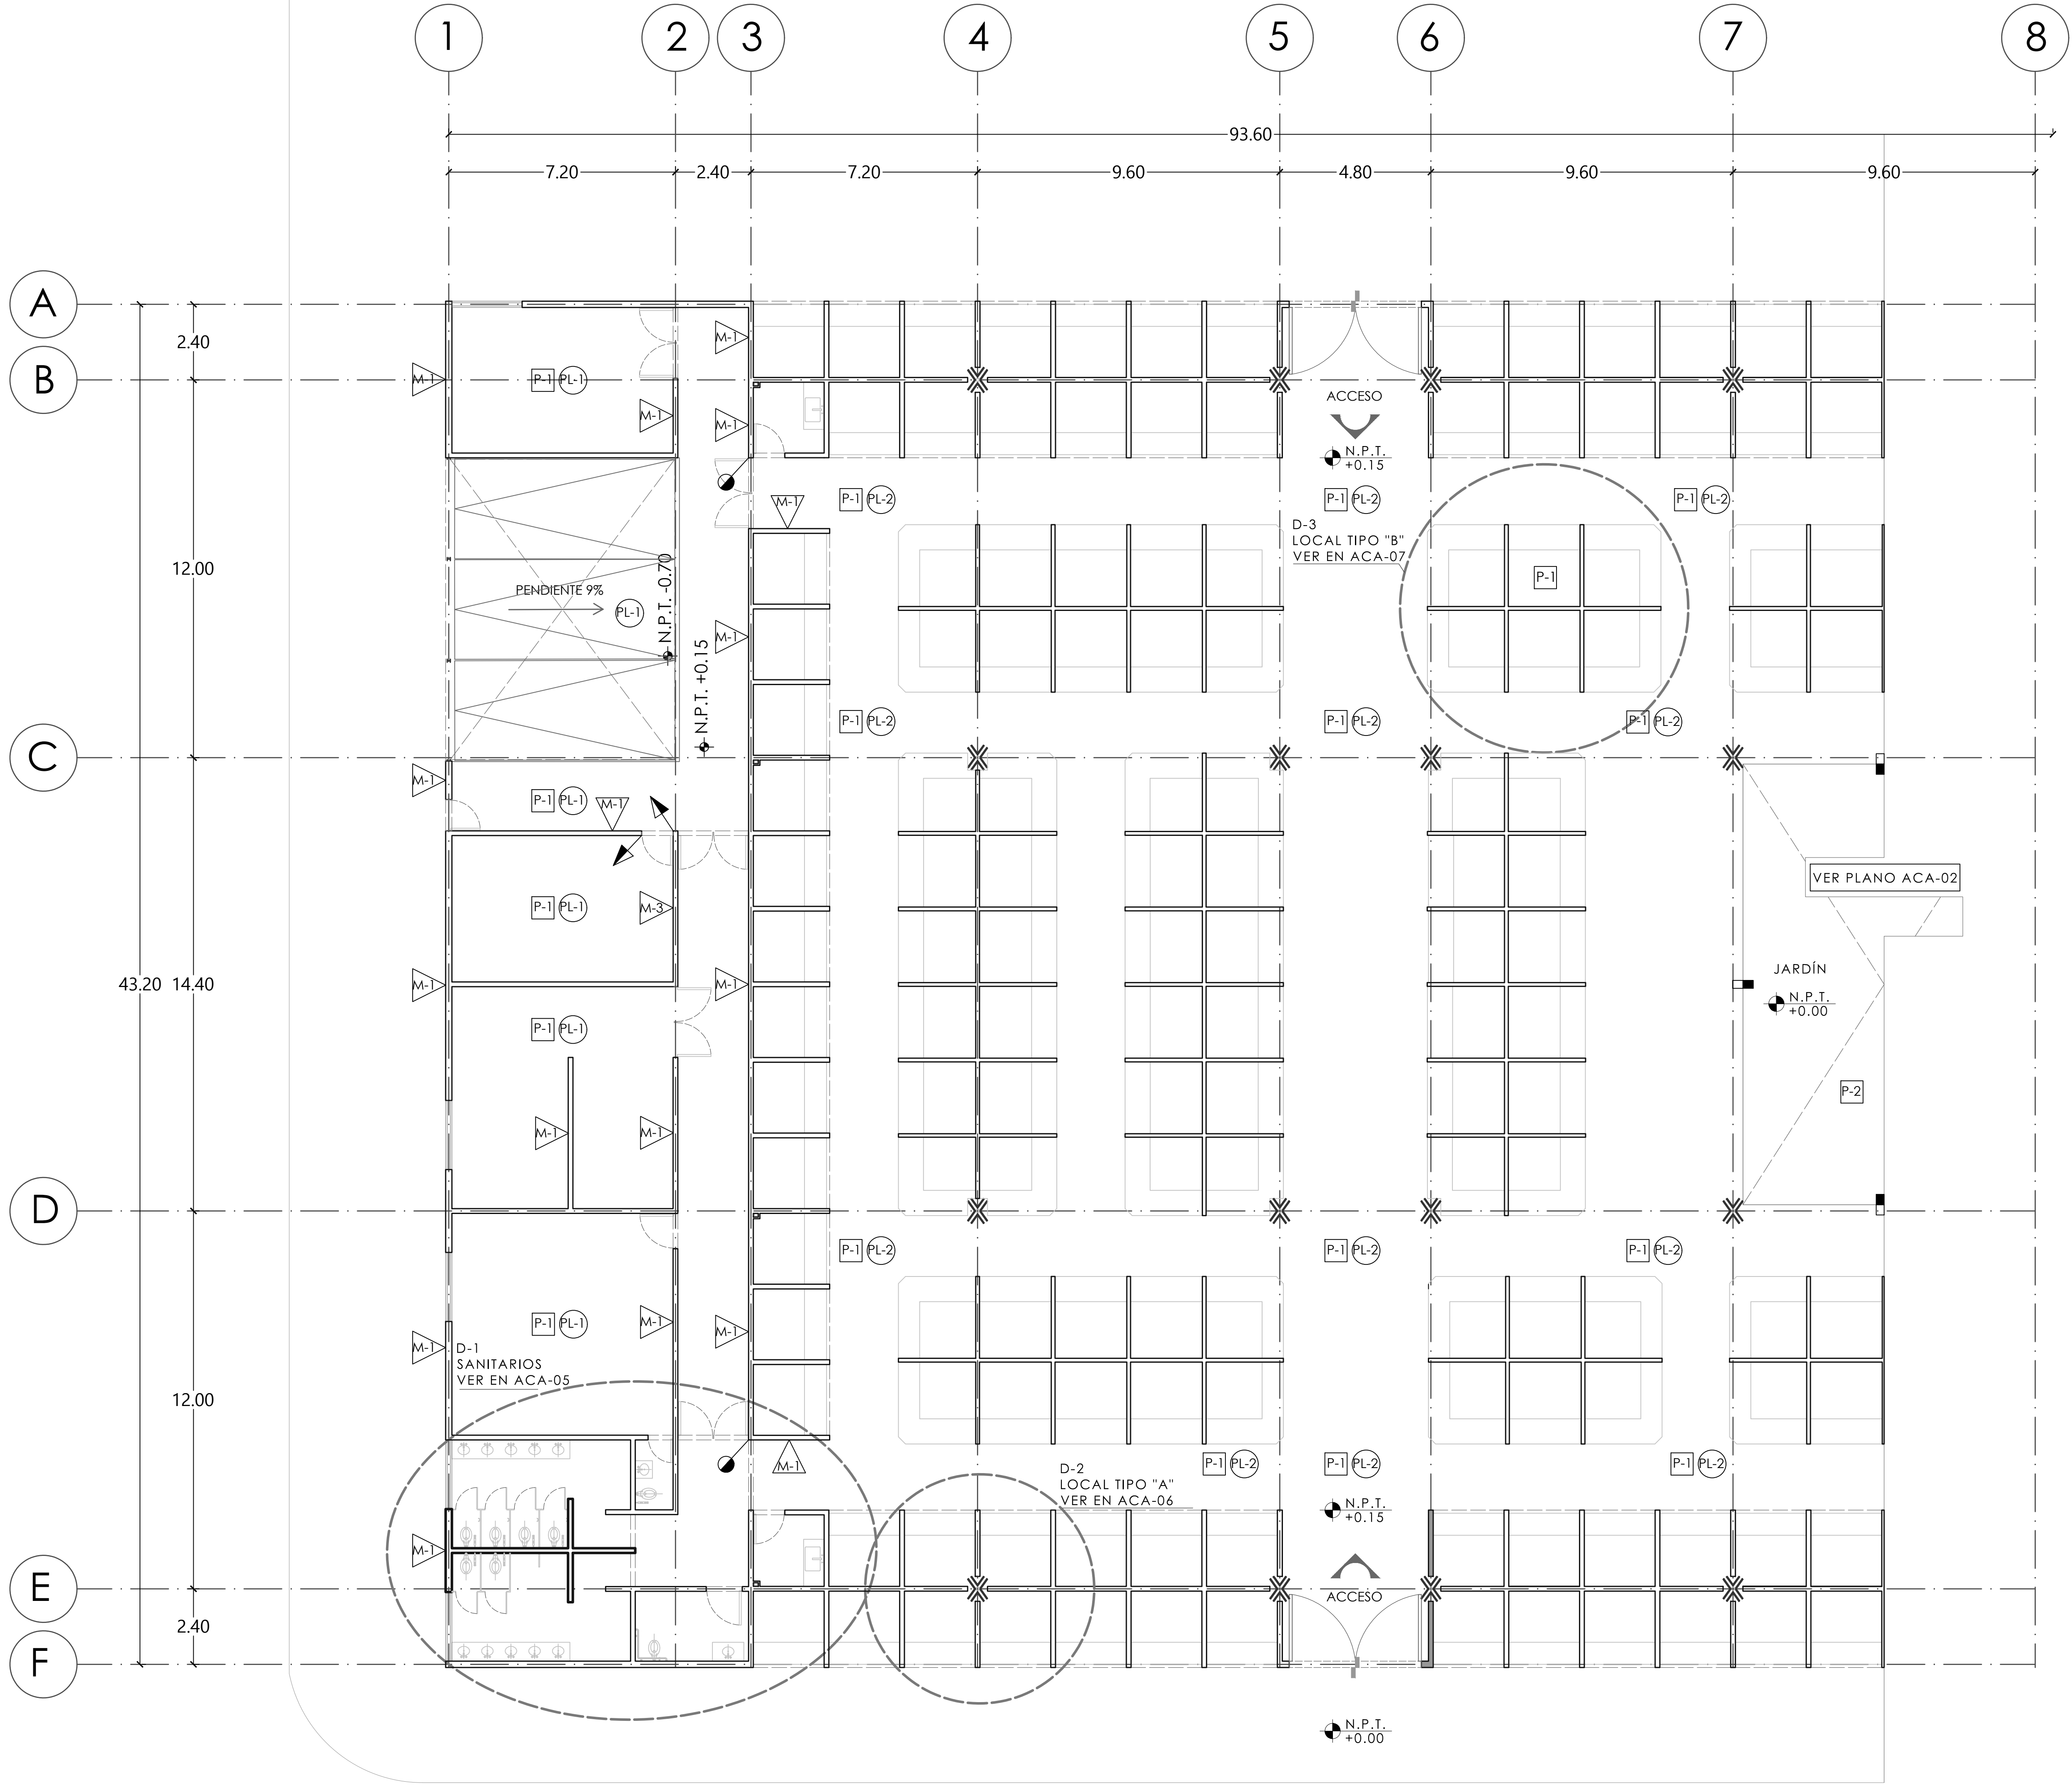 1 2 3 4 5 6 7 8
93.60
7.20 2.40 7.20 9.60 4.80 9.60 9.60
A
M-1
2.40
B
M-1
P-1 PL-1
M-1
M-1
ACCESO
N.P.T.
+0.15
M-1
P-1 PL-2
P-1 PL-2
P-1 PL-2
D-3
LOCAL TIPO "B"
VER EN ACA-07
12.00
P-1
PENDIENTE 9%
PL-1
N.P.T. -0.70
N.P.T. +0.15
M-1
P-1 PL-2
P-1 PL-2
P-1 PL-2
C
M-1
P-1 PL-1
M-1
VER PLANO ACA-02
P-1 PL-1
M-3
JARDÍN
N.P.T.
+0.00
43.20 14.40
M-1
M-1
P-1 PL-1
P-2
M-1
M-1
D
P-1 PL-2
P-1 PL-2
P-1 PL-2
P-1 PL-1
M-1
M-1
M-1
D-1
SANITARIOS
VER EN ACA-05
12.00
M-1
P-1 PL-2
P-1 PL-2
P-1 PL-2
D-2
LOCAL TIPO "A"
VER EN ACA-06
N.P.T.
+0.15
M-1
E
ACCESO
2.40
F
N.P.T.
+0.00